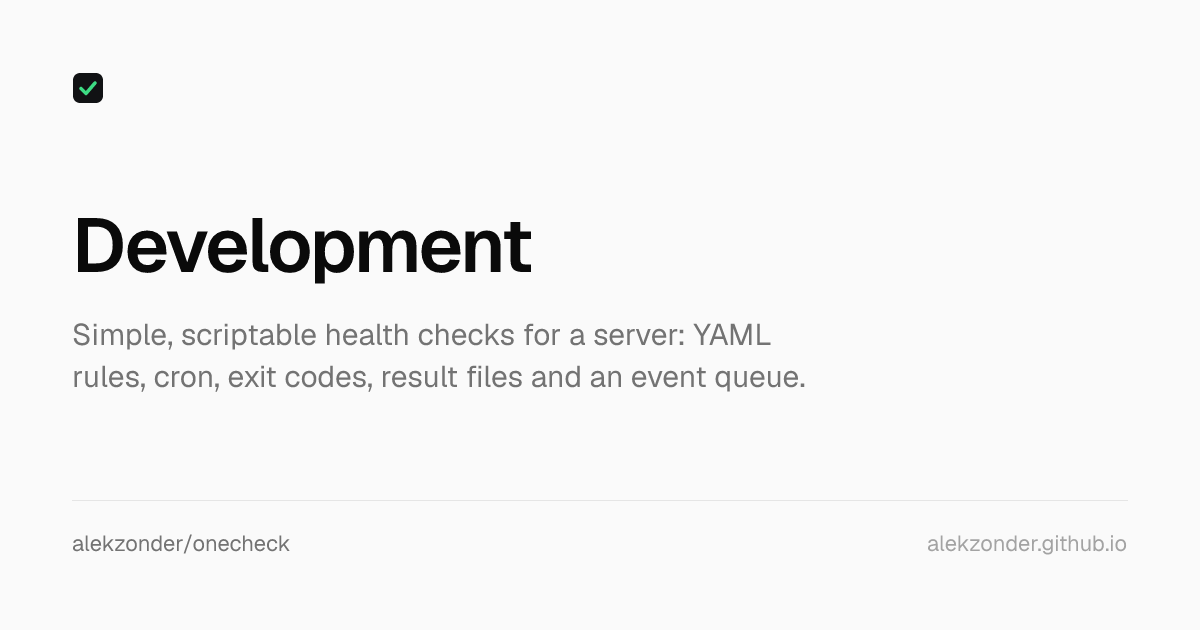 Development
Simple, scriptable health checks for a server: YAML
rules, cron, exit codes, result files and an event queue.
alekzonder/onecheck
alekzonder.github.io